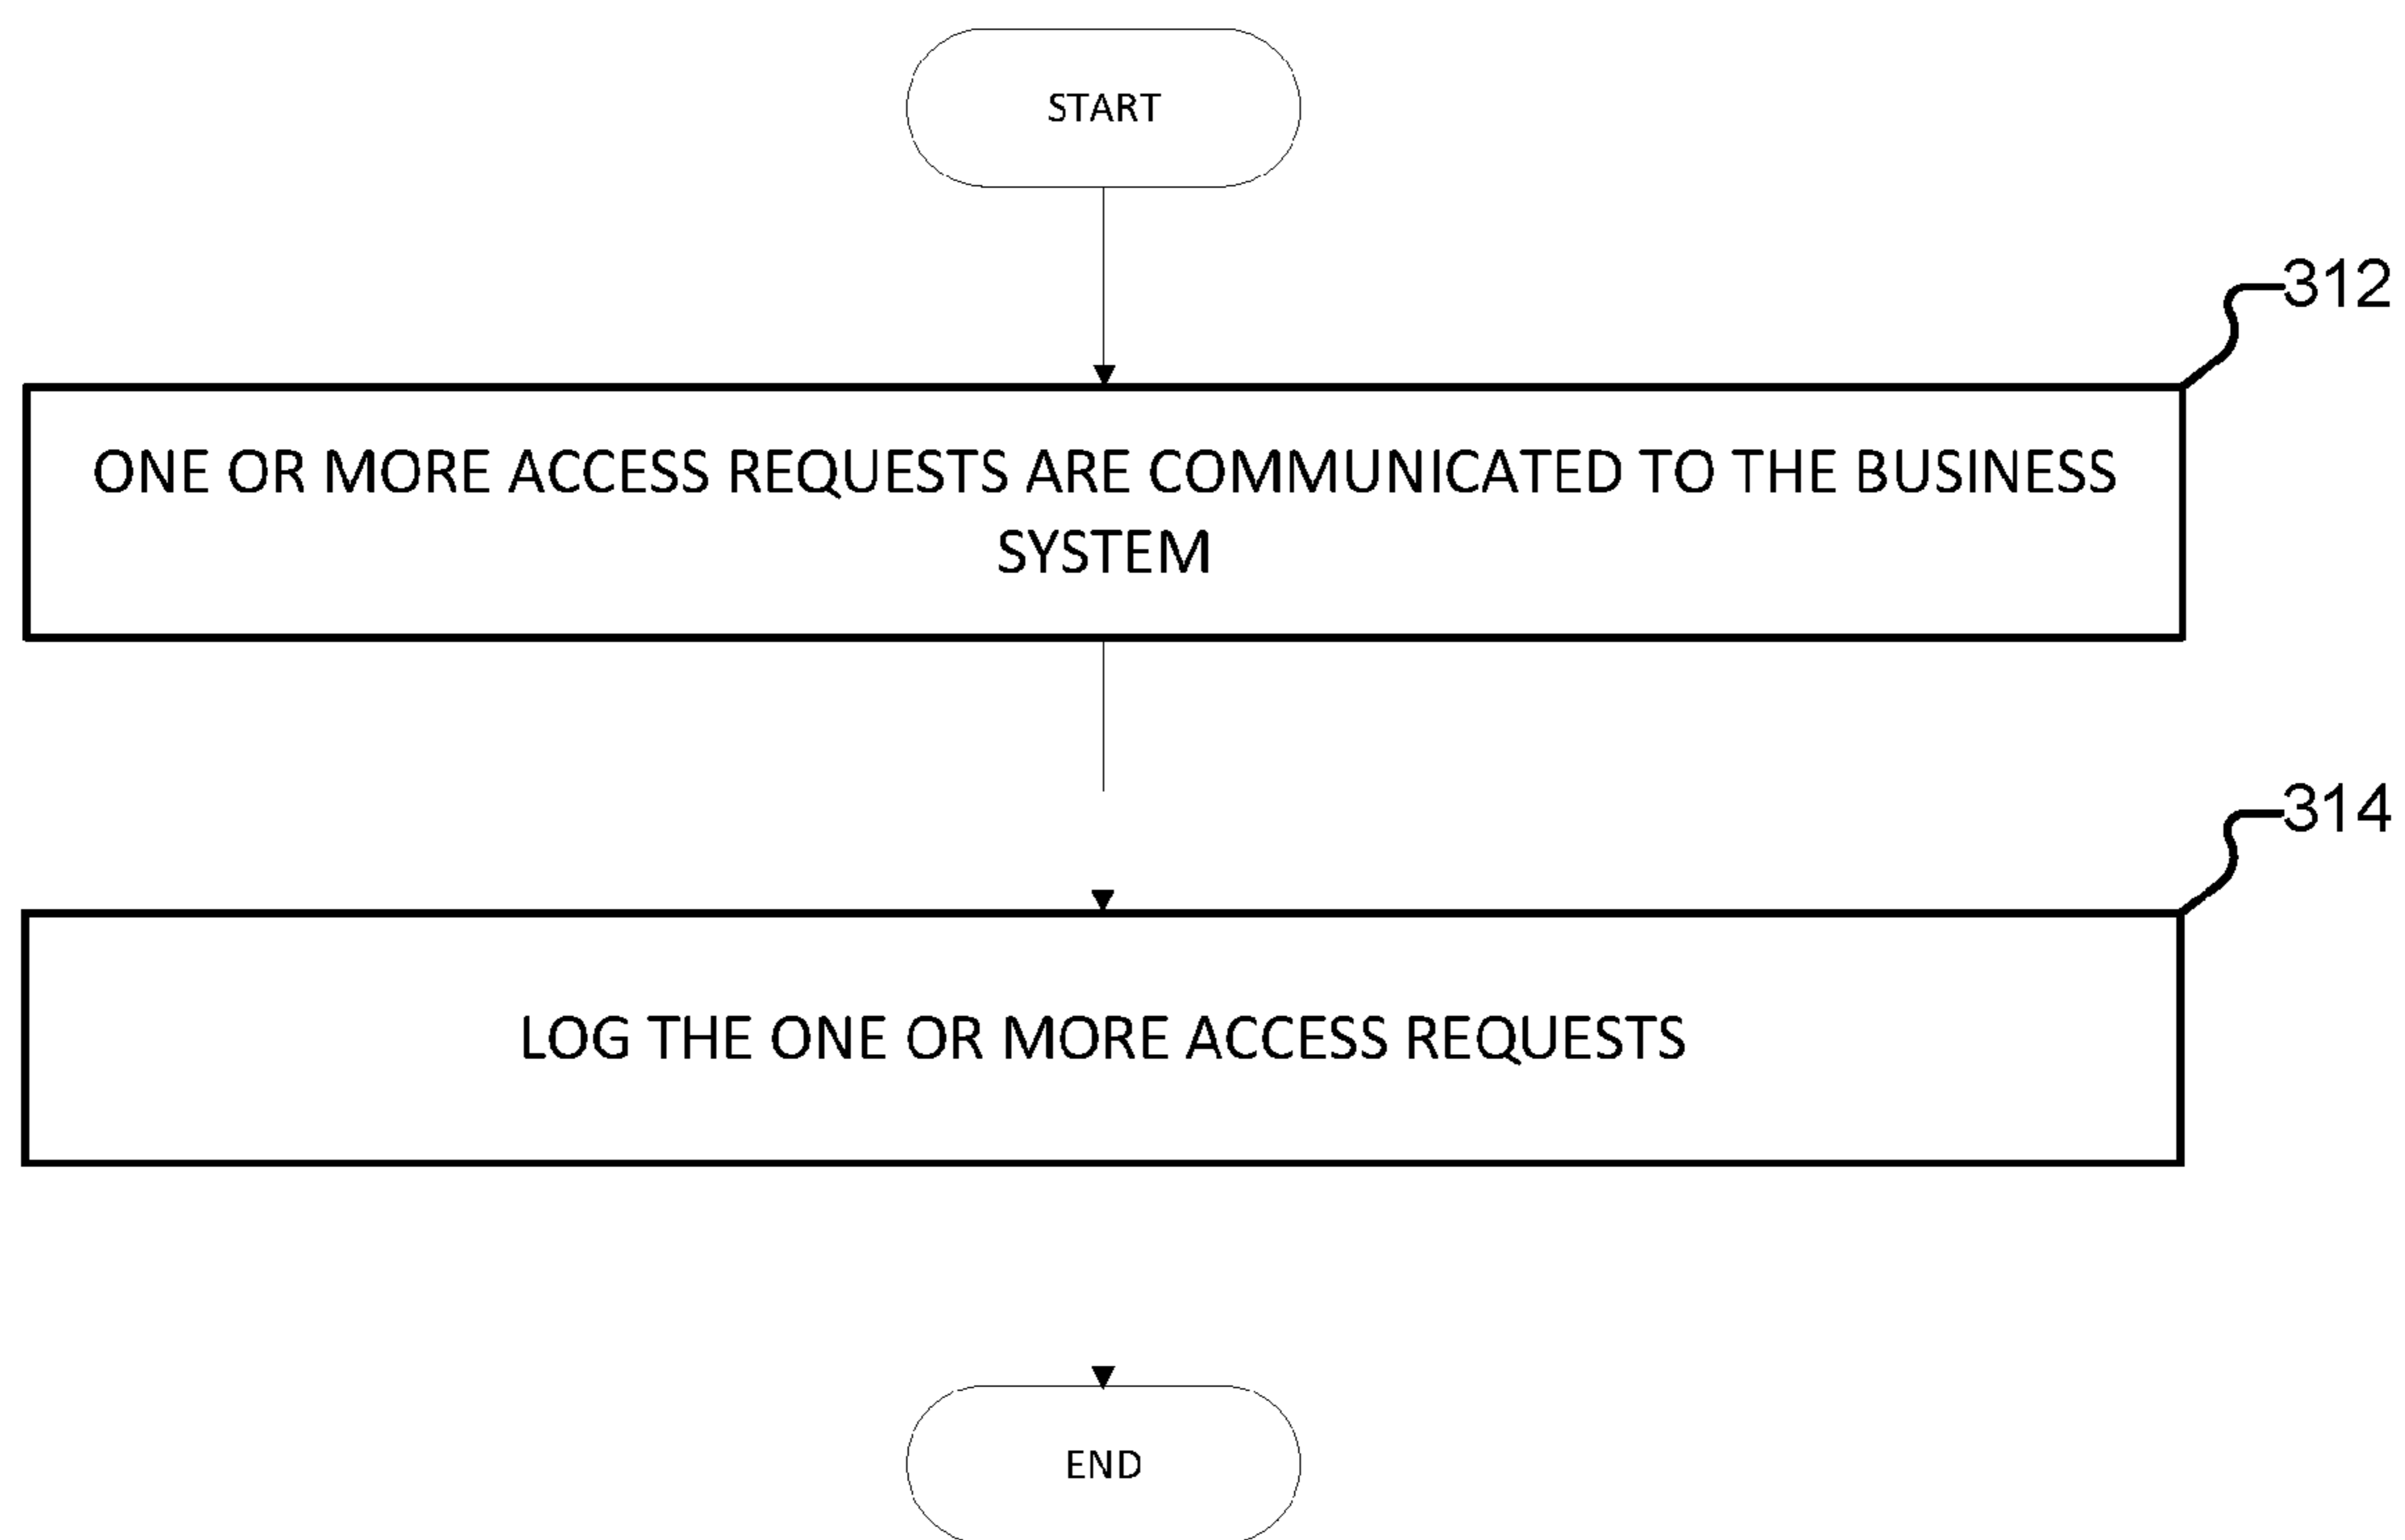 START
312
ONE OR MORE ACCESS REQUESTS ARE COMMUNICATED TO THE BUSINESS
SYSTEM
314
LOG THE ONE OR MORE ACCESS REQUESTS
END